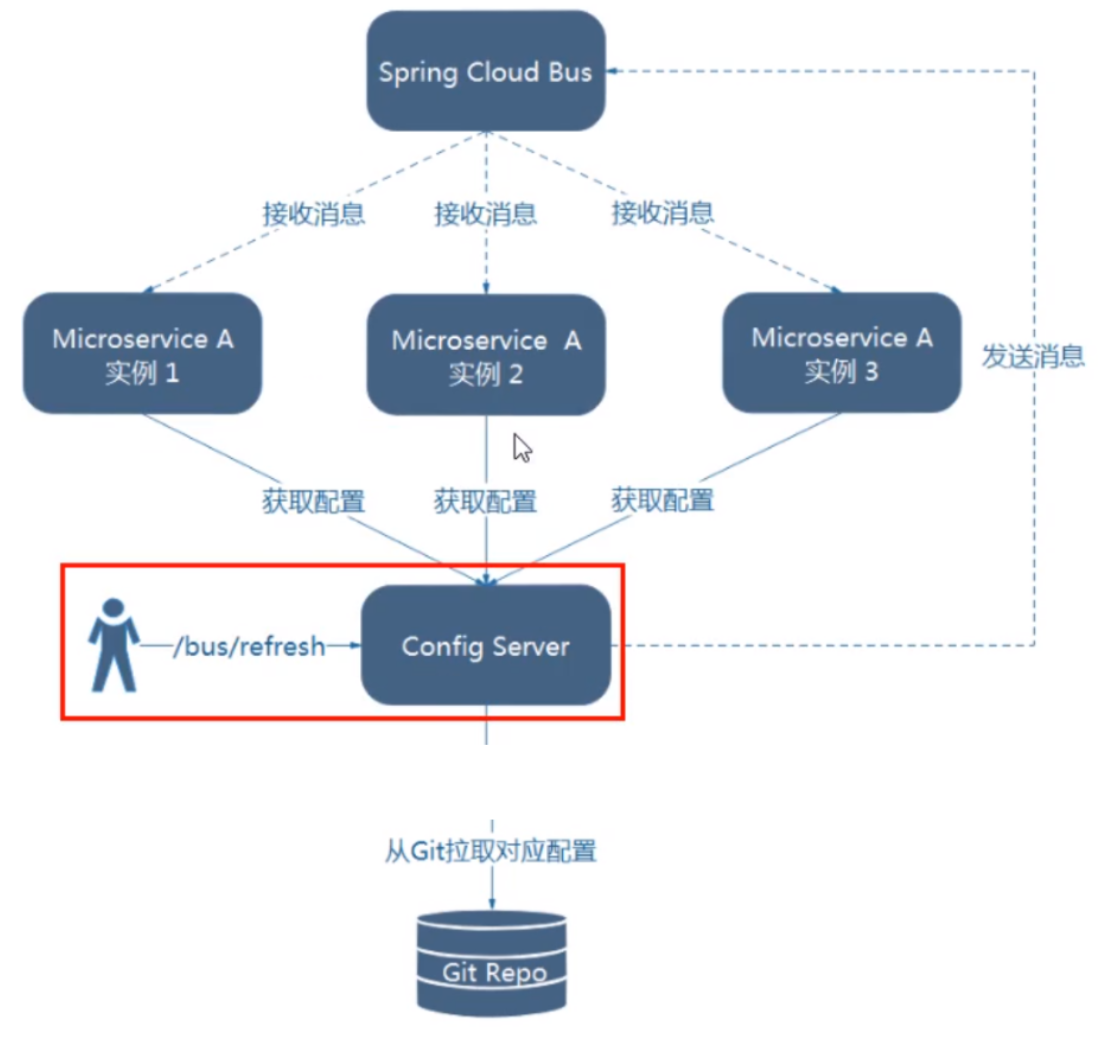 Spring Cloud Bus
接收消息
接收消息
接收消息
Microservice A
实例 1
Microservice A
实例 2
Microservice A
实例 3
发送消息
获取配置
获取配置
获取配置
/bus/refresh
Config Server
从Git拉取对应配置
Git Repo